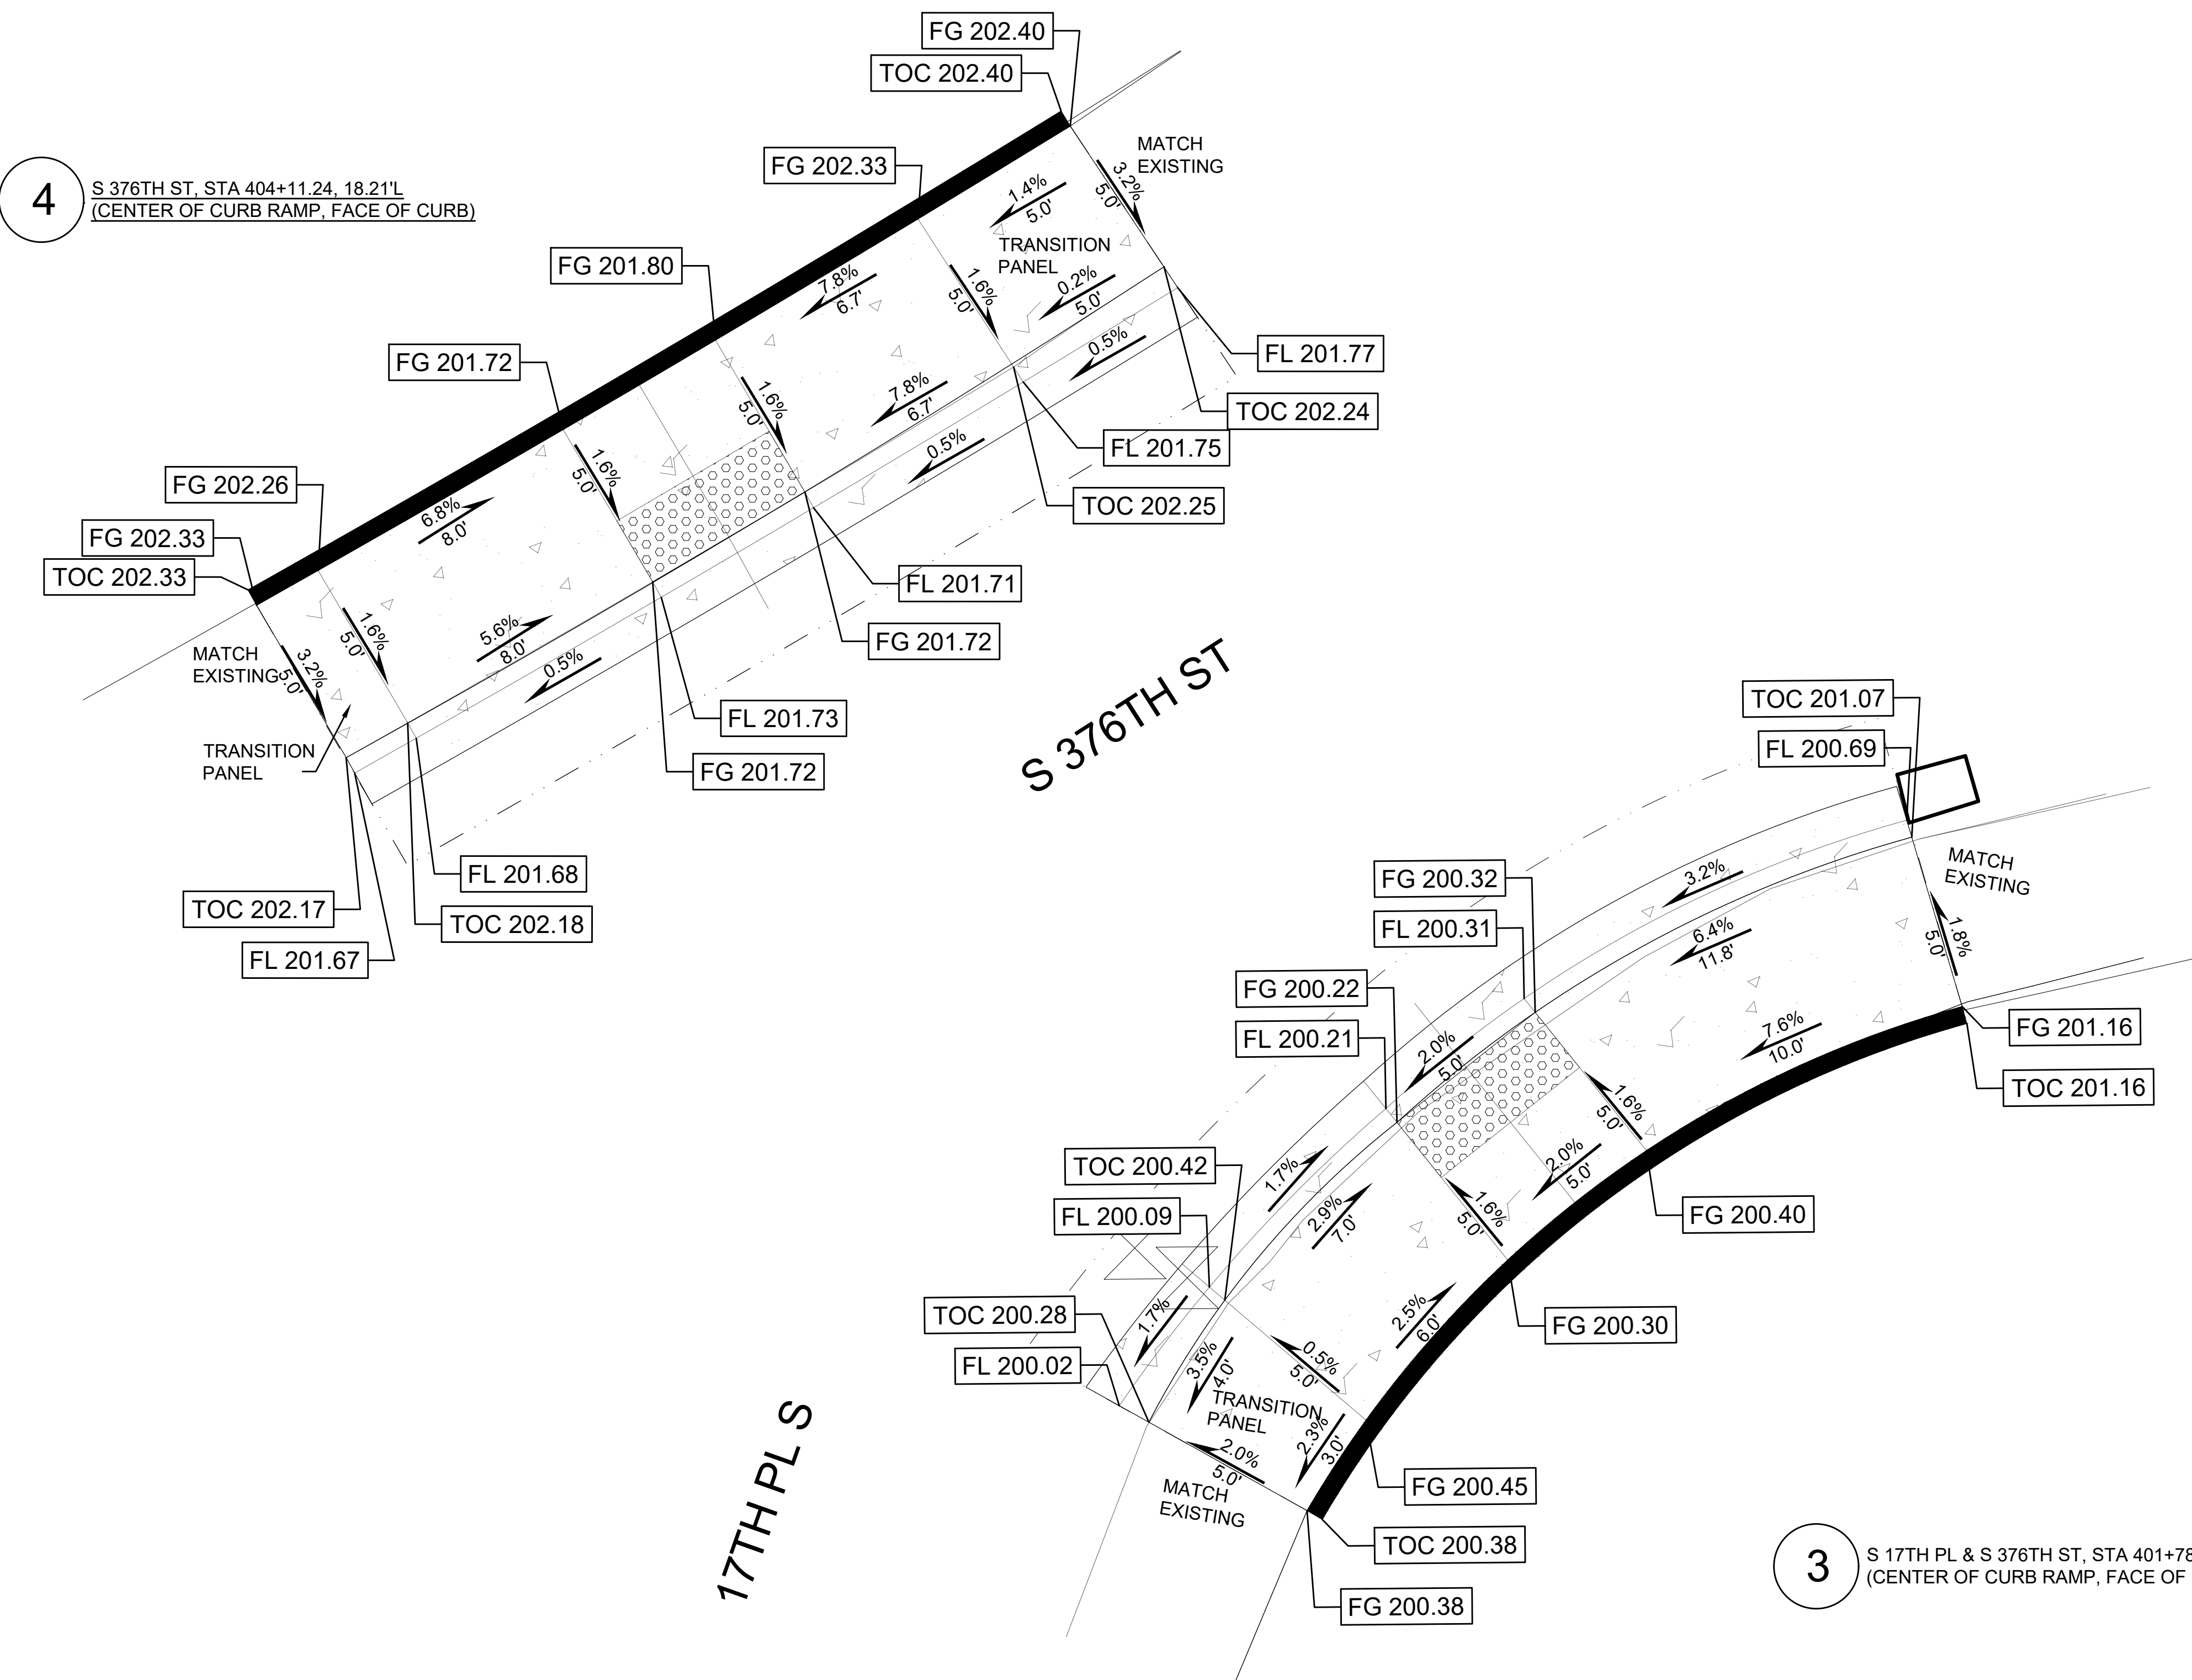 FG 202.40
TOC 202.40
MATCH
EXISTING
3.2%
5.0'
FG 202.33
1.4%
5.0'
4
S 376TH ST, STA 404+11.24, 18.21'L
(CENTER OF CURB RAMP, FACE OF CURB)
TRANSITION
PANEL
FG 201.80
7.8%
6.7'
1.6%
5.0'
0.2%
5.0'
0.5%
FL 201.77
FG 201.72
7.8%
6.7'
1.6%
5.0'
TOC 202.24
0.5%
FL 201.75
1.6%
5.0'
FG 202.26
TOC 202.25
6.8%
8.0'
FG 202.33
TOC 202.33
FL 201.71
FG 201.72
1.6%
5.0'
5.6%
8.0'
0.5%
MATCH
EXISTING
3.2%
5.0'
FL 201.73
TRANSITION
PANEL
FG 201.72
S 376TH ST
FL 201.68
TOC 202.17
TOC 202.18
FL 201.67
TOC 201.07
FL 200.69
MATCH
EXISTING
FG 200.32
3.2%
FL 200.31
6.4%
11.8'
1.8%
5.0'
FG 200.22
FL 200.21
7.6%
10.0'
FG 201.16
2.0%
5.0'
TOC 201.16
1.6%
5.0'
TOC 200.42
2.0%
5.0'
1.7%
FL 200.09
2.9%
7.0'
1.6%
5.0'
FG 200.40
TOC 200.28
1.7%
2.5%
6.0'
FG 200.30
FL 200.02
3.5%
4.0'
0.5%
5.0'
TRANSITION
PANEL
2.3%
3.0'
2.0%
5.0'
MATCH
EXISTING
FG 200.45
17TH PL S
TOC 200.38
FG 200.38
3
S 17TH PL & S 376TH ST, STA 401+78
(CENTER OF CURB RAMP, FACE OF